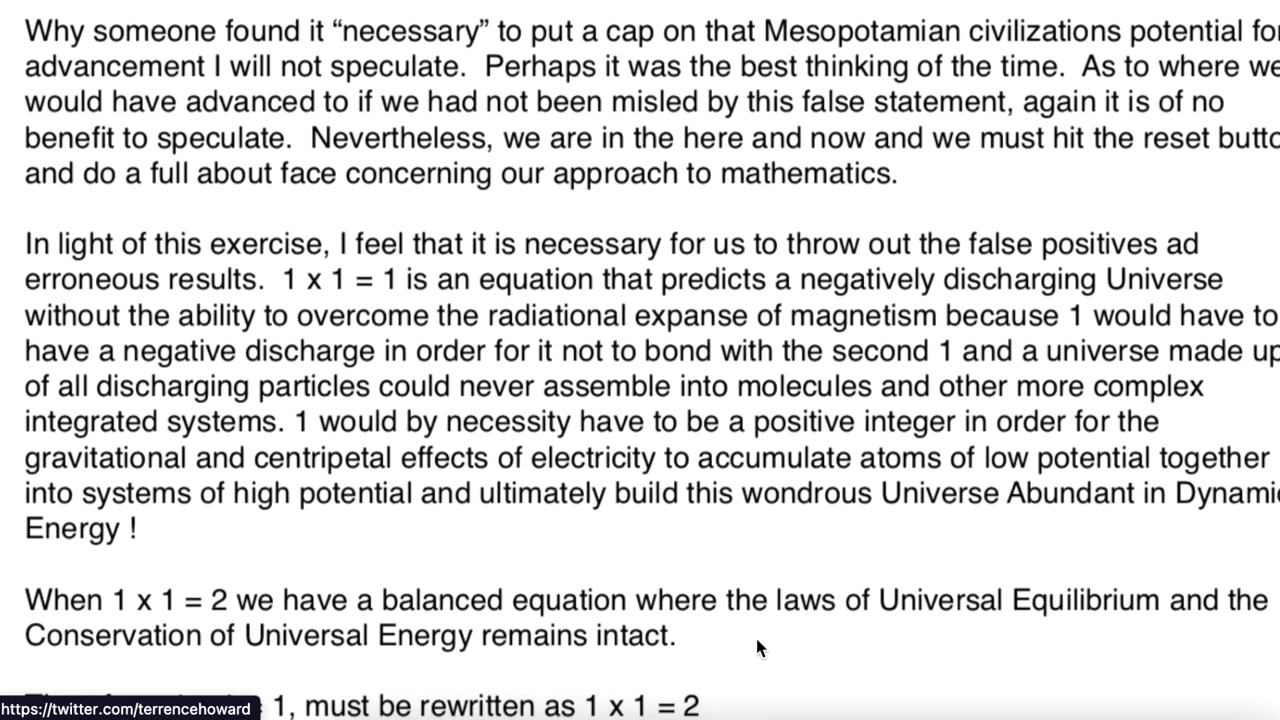 Why someone found it “necessary” to put a cap on that Mesopotamian civilizations potential for
advancement I will not speculate.  Perhaps it was the best thinking of the time.  As to where we
would have advanced to if we had not been misled by this false statement, again it is of no
benefit to speculate.  Nevertheless, we are in the here and now and we must hit the reset butto
and do a full about face concerning our approach to mathematics.
In light of this exercise, I feel that it is necessary for us to throw out the false positives ad
erroneous results.  1 x 1 = 1 is an equation that predicts a negatively discharging Universe
without the ability to overcome the radiational expanse of magnetism because 1 would have to
have a negative discharge in order for it not to bond with the second 1 and a universe made up
of all discharging particles could never assemble into molecules and other more complex
integrated systems. 1 would by necessity have to be a positive integer in order for the
gravitational and centripetal effects of electricity to accumulate atoms of low potential together
into systems of high potential and ultimately build this wondrous Universe Abundant in Dynamic
Energy !
When 1 x 1 = 2 we have a balanced equation where the laws of Universal Equilibrium and the
Conservation of Universal Energy remains intact.
1, must be rewritten as 1 x 1 = 2
https://twitter.com/terrencehoward